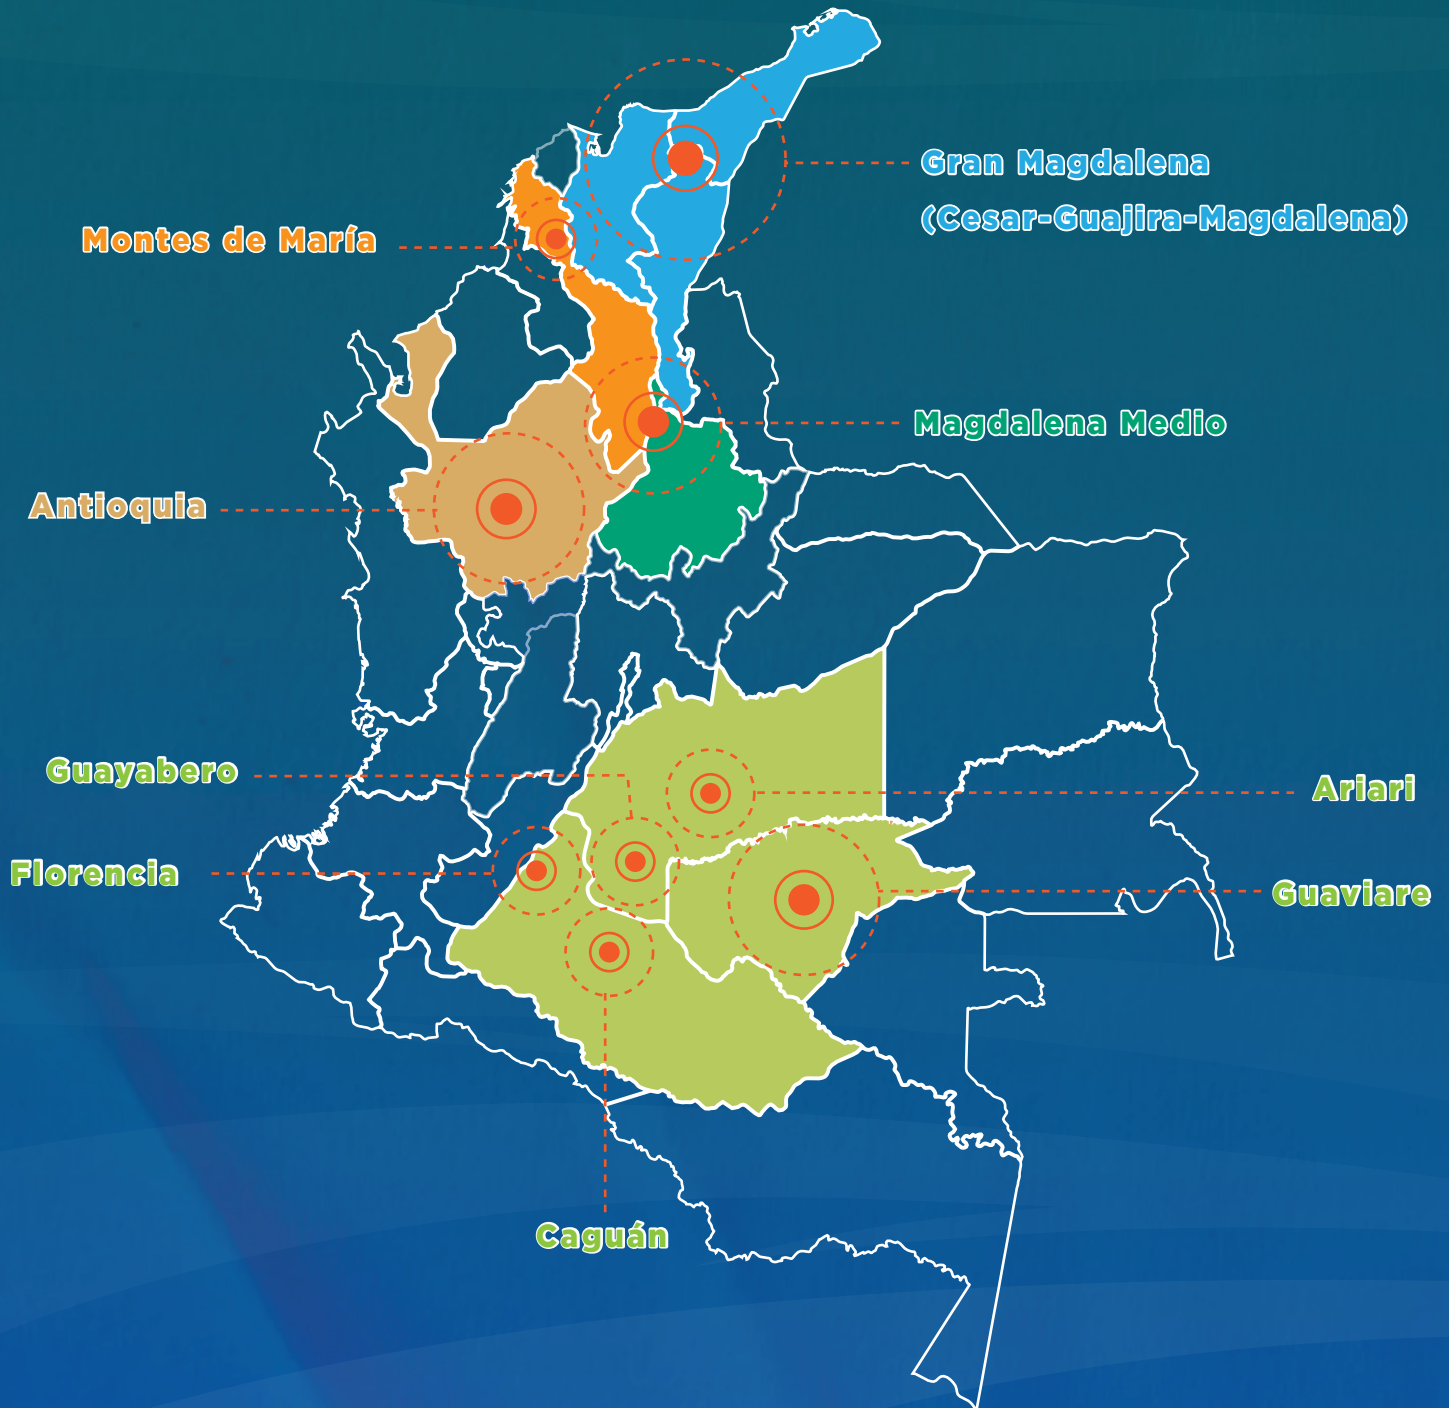 Gran Magdalena
(Cesar-Guajira-Magdalena)
Montes de María
Magdalena Medio
Antioquia
Guayabero
Ariari
Florencia
Guaviare
Caguán